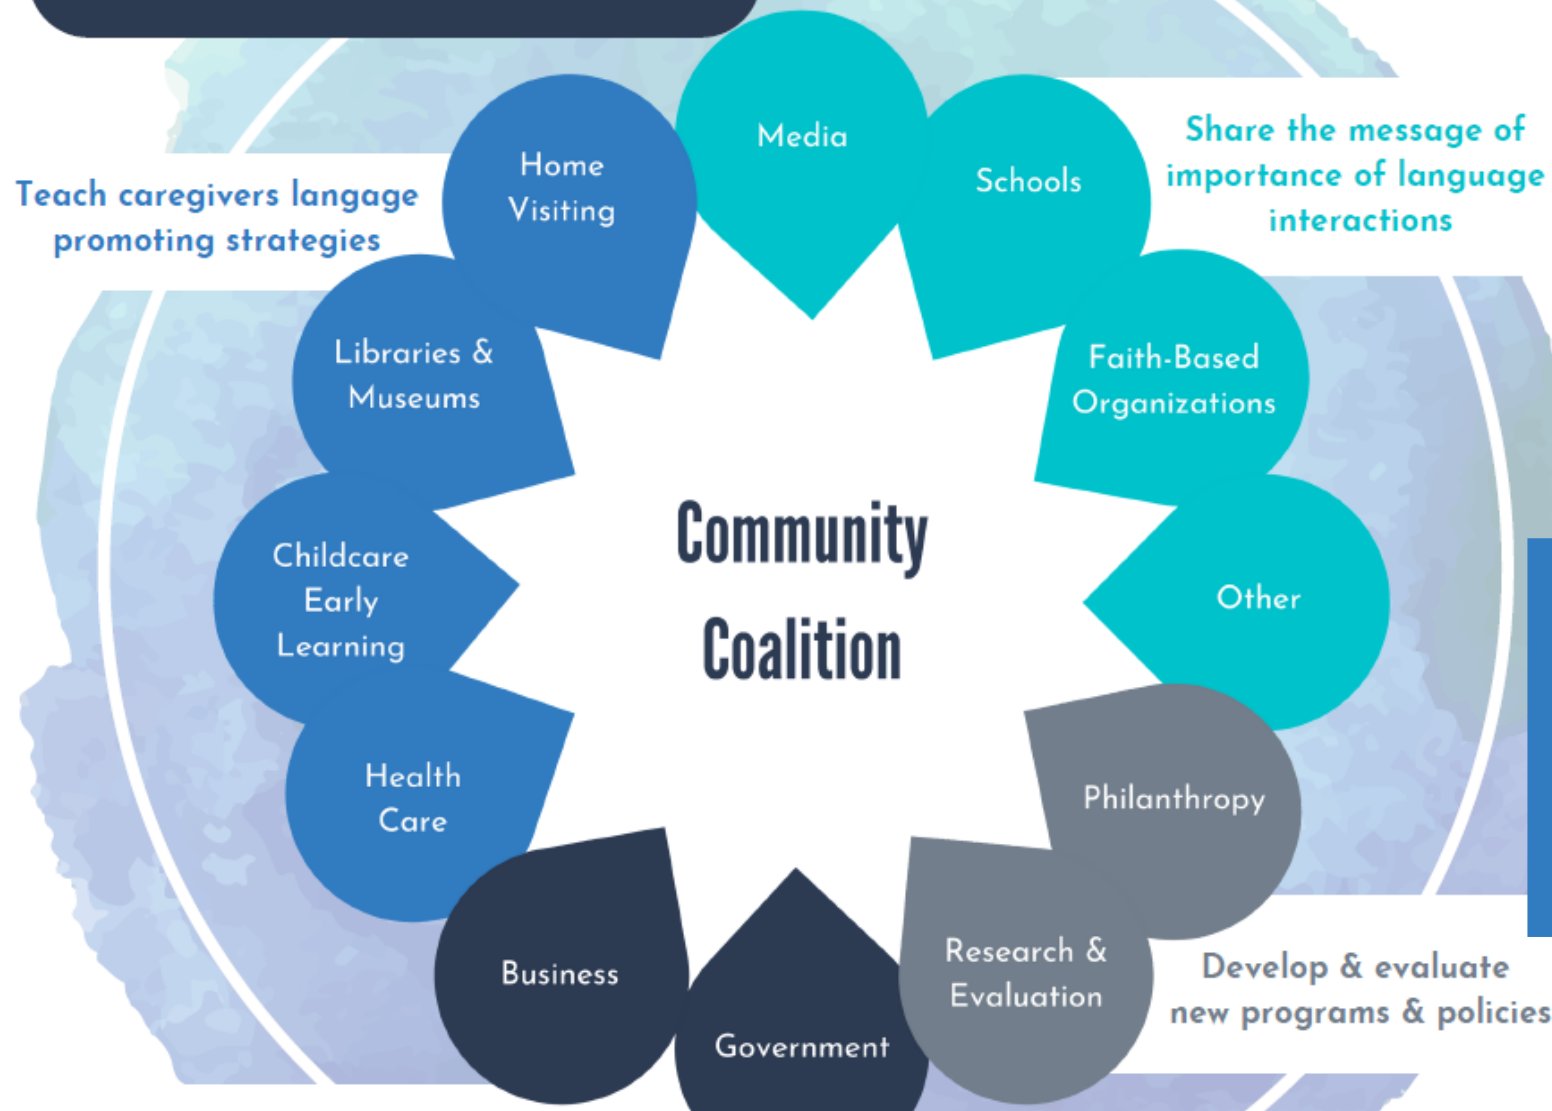 Media
Home
Visiting
Schools
Share the message of
importance of language
interactions
Teach caregivers langage
promoting strategies
Libraries &
Museums
Faith-Based
Organizations
Childcare
Early
Learning
Community
Coalition
Other
Health
Care
Philanthropy
Business
Government
Research &
Evaluation
Develop & evaluate
new programs & policies